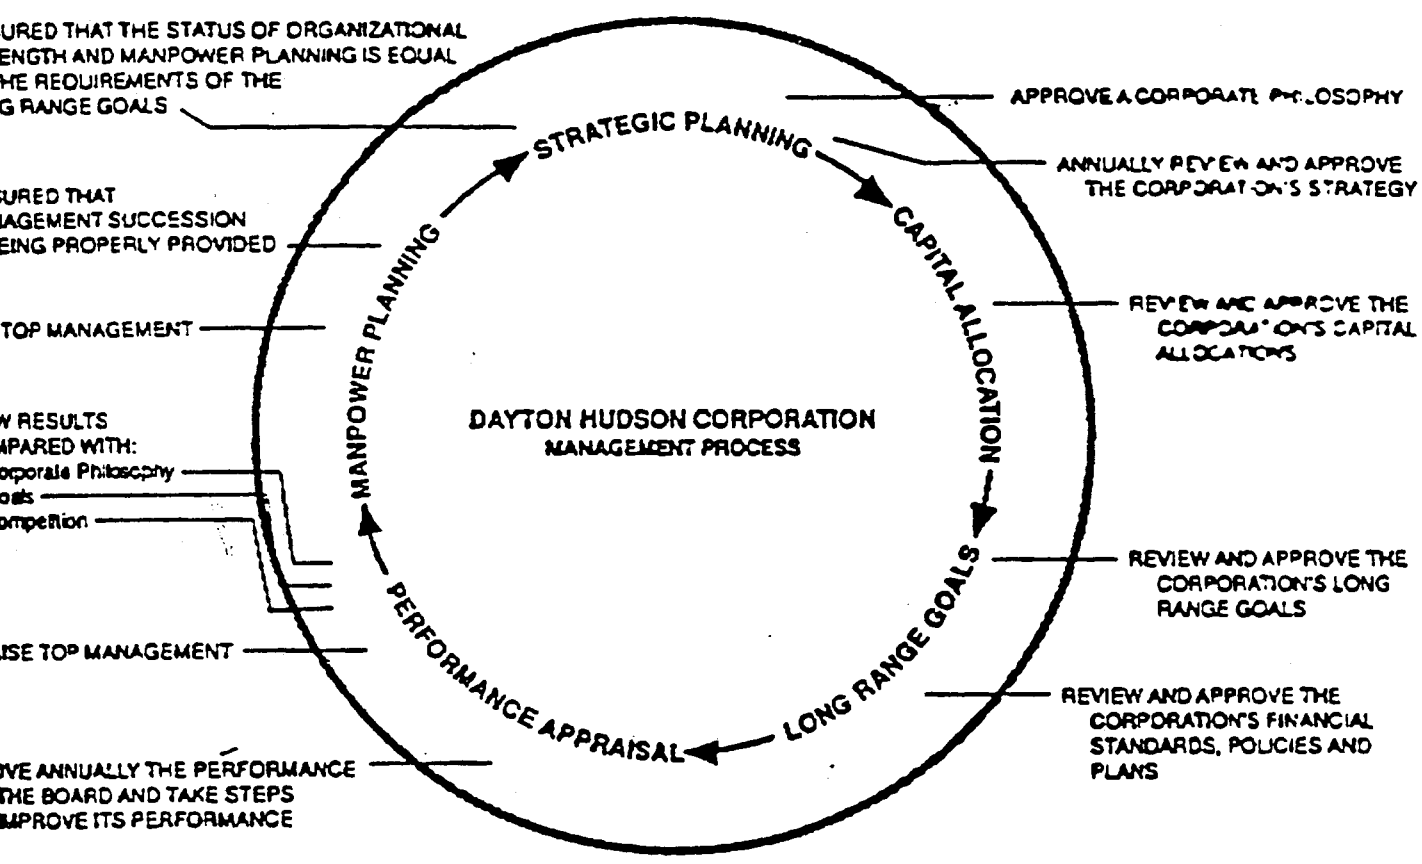 URED THAT THE STATUS OF ORGANIZATIONAL
ENGTH AND MANPOWER PLANNING IS EQUAL
HE REQUIREMENTS OF THE
G RANGE GOALS
SURED THAT
AGEMENT SUCCESSION
EING PROPERLY PROVIDED
TOP MANAGEMENT
W RESULTS
MPARED WITH:
orporate Philosophy
oals
ompetition
ISE TOP MANAGEMENT
OVE ANNUALLY THE PERFORMANCE
THE BOARD AND TAKE STEPS
MPROVE ITS PERFORMANCE
STRATEGIC PLANNING
CAPITAL ALLOCATION
LONG RANGE GOALS
PERFORMANCE APPRAISAL
MANPOWER PLANNING
DAYTON HUDSON CORPORATION
MANAGEMENT PROCESS
APPROVE A CORPORATE PHILOSOPHY
ANNUALLY REVIEW AND APPROVE
THE CORPORATION'S STRATEGY
REVIEW AND APPROVE THE
CORPORATION'S CAPITAL
ALLOCATIONS
REVIEW AND APPROVE THE
CORPORATION'S LONG
RANGE GOALS
REVIEW AND APPROVE THE
CORPORATION'S FINANCIAL
STANDARDS, POLICIES AND
PLANS